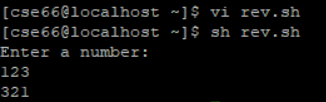 [cse66@localhost ~]$ vi rev.sh
[cse66@localhost ~]$ sh rev.sh
Enter a number:
123
321